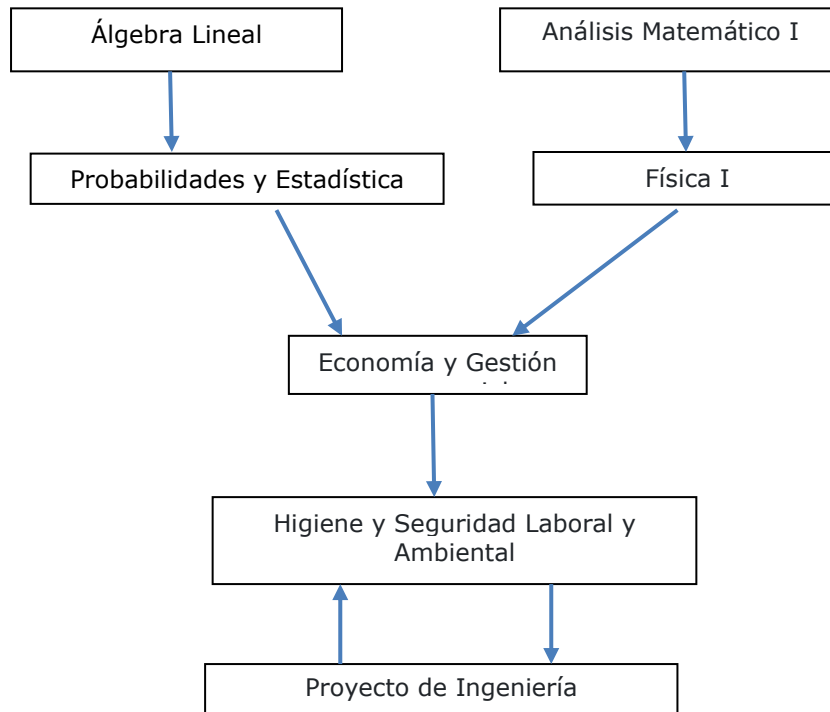 Álgebra Lineal
Análisis Matemático I
Probabilidades y Estadística
Física I
Economía y Gestión
Higiene y Seguridad Laboral y
Ambiental
Proyecto de Ingeniería